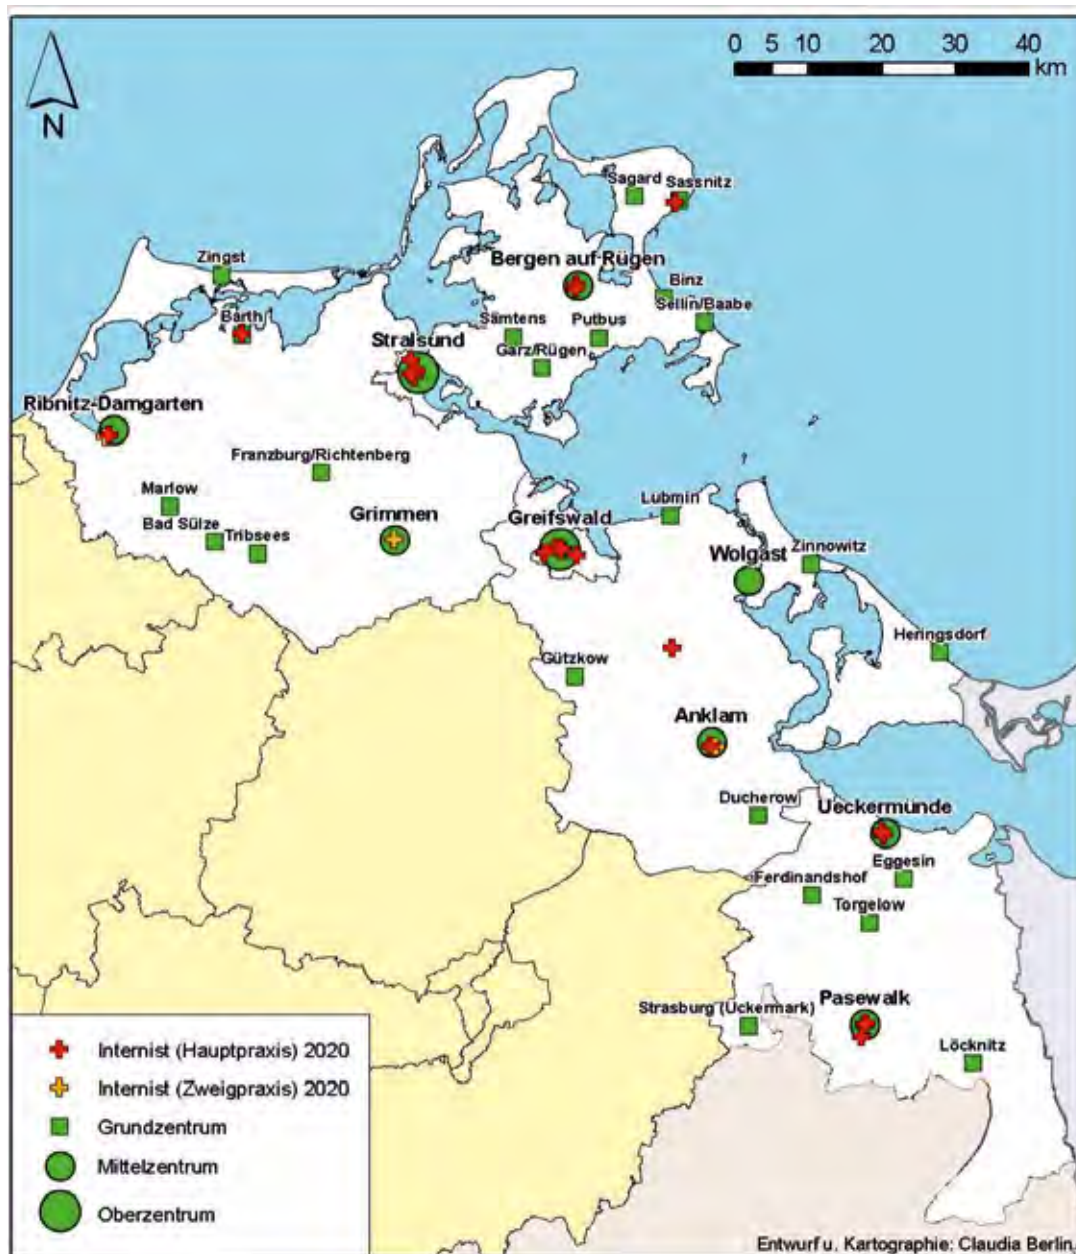 0 5 10 20 30 40
km
N
Sagard
Sassnitz
Zingst
Bergen auf Rügen
Binz
Sellin/Baabe
Barth
Samtens
Putbus
Stralsund
Garz/Rügen
Ribnitz-Damgarten
Franzburg/Richtenberg
Marlow
Lubmin
Grimmen
Greifswald
Bad Sülze
Tribsees
Wolgast
Zinnowitz
Heringsdorf
Gützkow
Anklam
Ducherow
Ueckermünde
Eggesin
Ferdinandshof
Torgelow
Strasburg (Uckermark)
Pasewalk
Löcknitz
Internist (Hauptpraxis) 2020
Internist (Zweigpraxis) 2020
Grundzentrum
Mittelzentrum
Oberzentrum
Entwurf u. Kartographie: Claudia Berlin